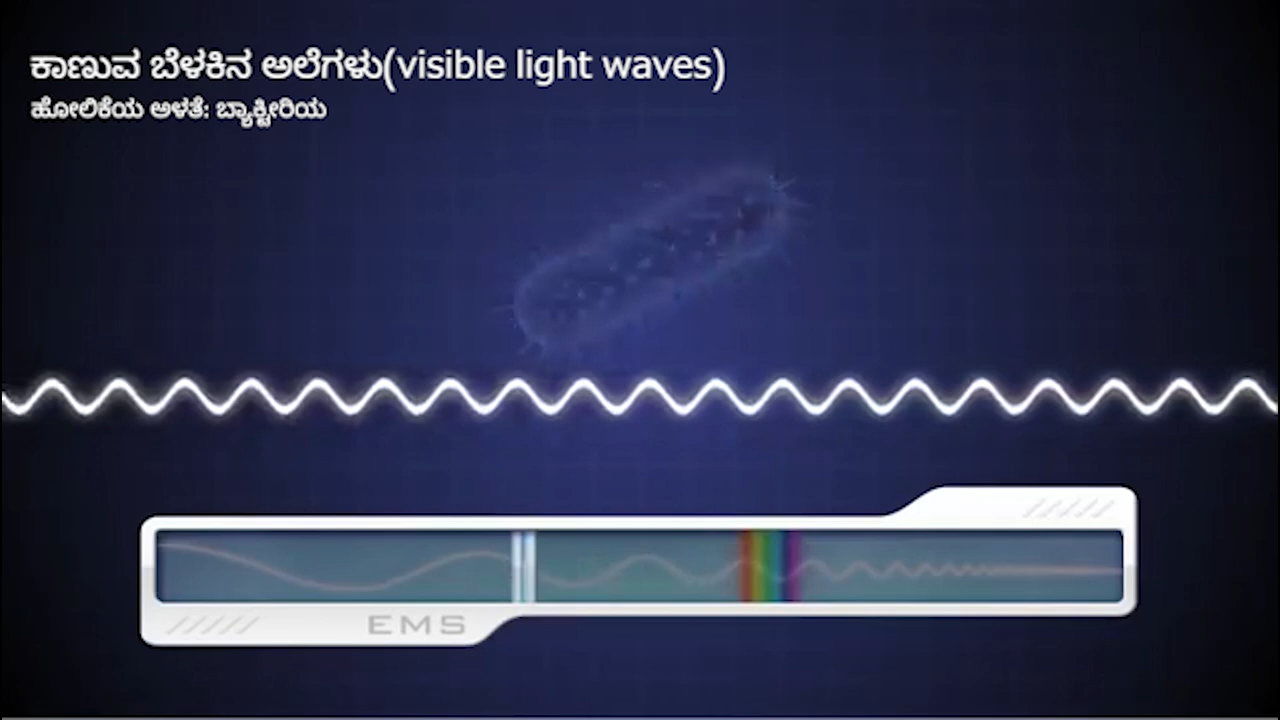 ಕಾಣುವ ಬೆಳಕಿನ ಅಲೆಗಳು(visible light waves)
ಹೋಲಿಕೆಯ ಅಳತೆ: ಬ್ಯಾಕ್ಟೀರಿಯ
EMS